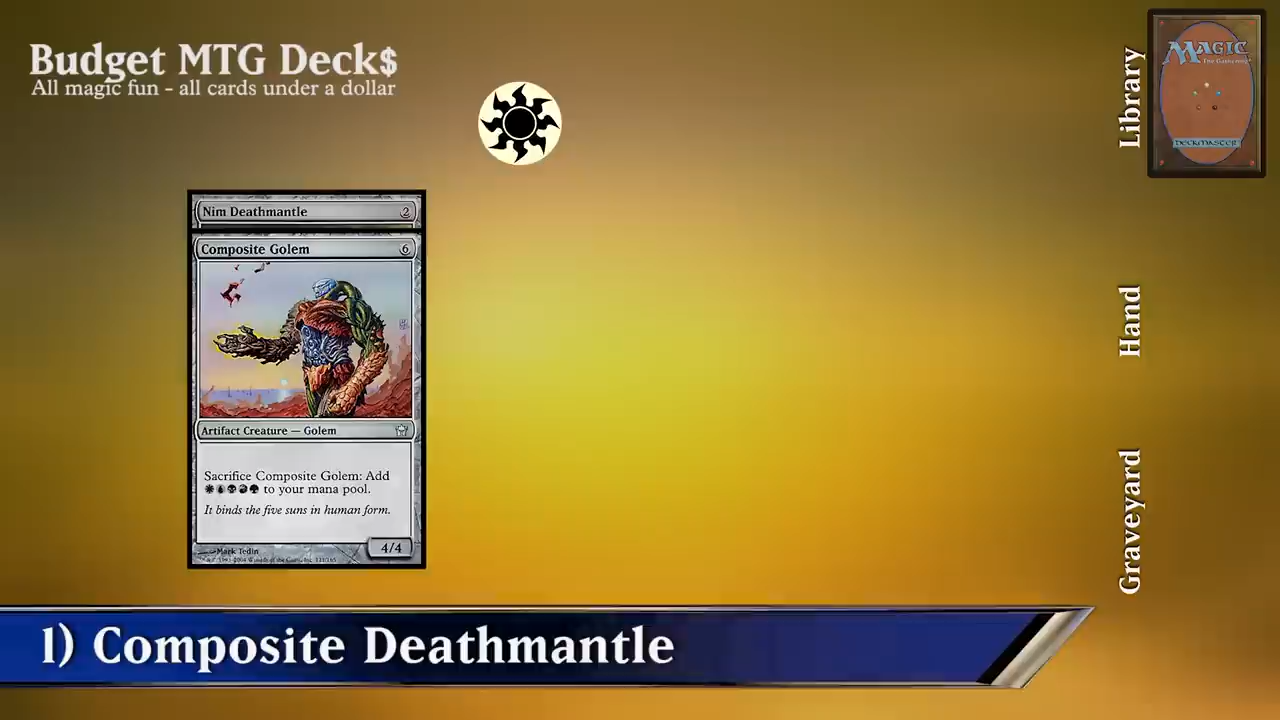 Budget MTG Deck$
All magic fun - all cards under a dollar
MAGIC
The Gathering
DECKMASTER
Library
Hand
Graveyard
Nim Deathmantle 2
Composite Golem 6
Artifact Creature — Golem
Sacrifice Composite Golem: Add
to your mana pool.
It binds the five suns in human form.
Mark Tedin
4/4
1) Composite Deathmantle